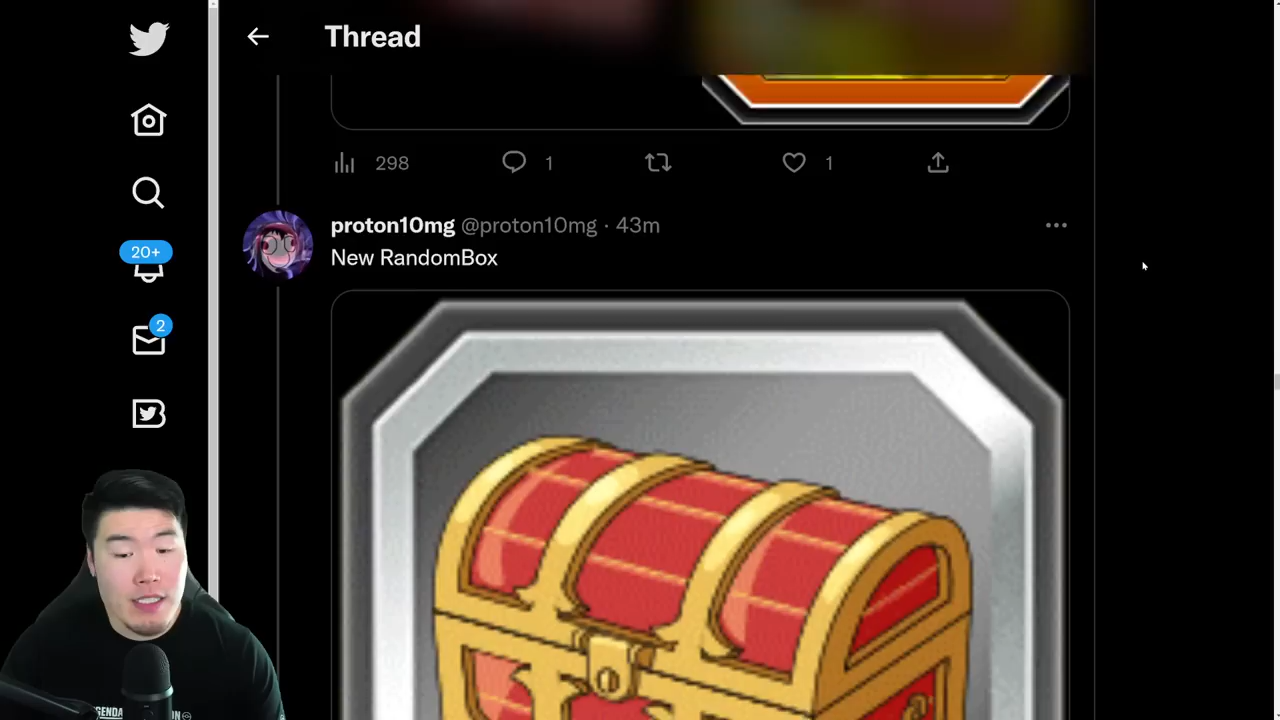 Thread
298
1
1
proton10mg @proton10mg · 43m
New RandomBox
20+
2